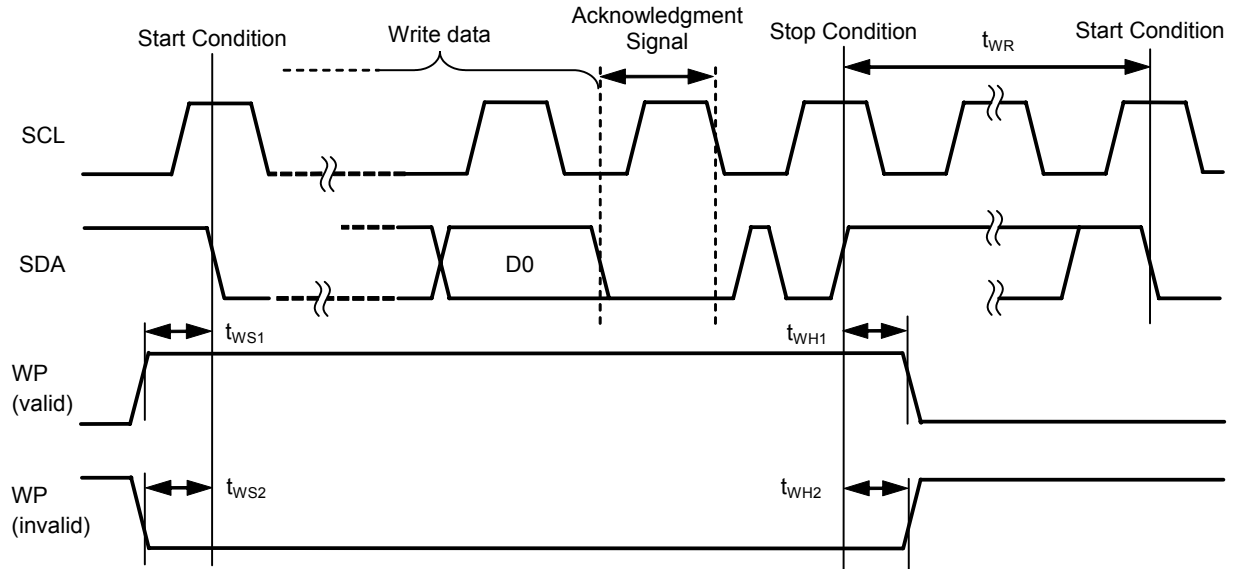 Start Condition
Write data
Acknowledgment
Signal
Stop Condition
tWR
Start Condition
SCL
SDA
D0
tWS1
tWH1
WP
(valid)
tWS2
tWH2
WP
(invalid)